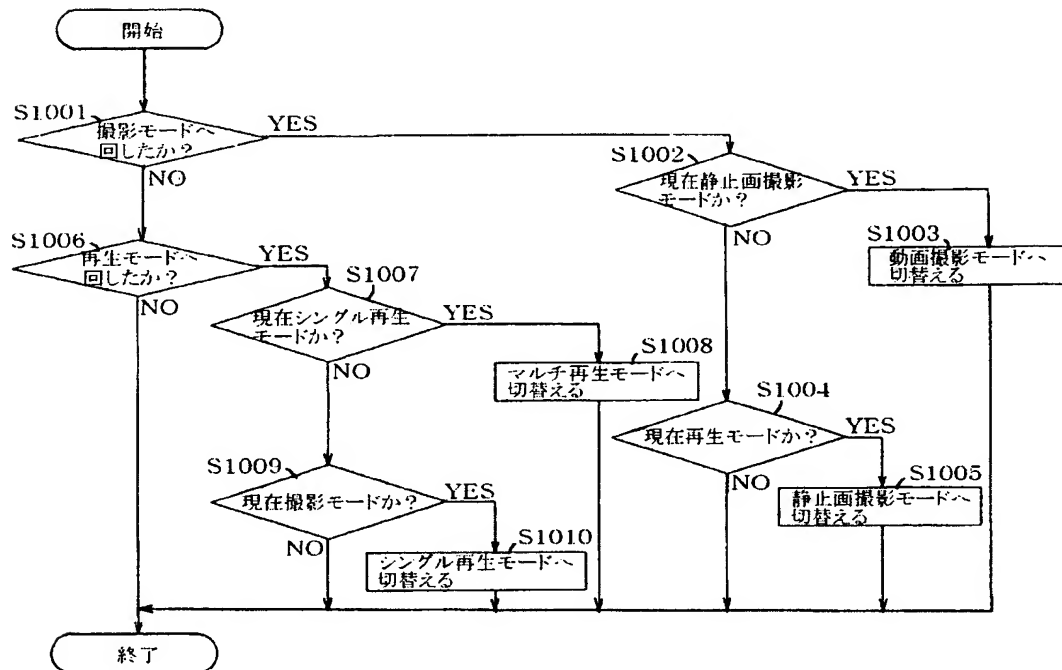 開始
S1001
撮影モードへ
回したか？
YES
NO
S1002
現在静止画撮影
モードか？
YES
NO
S1003
動画撮影モードへ
切替える
S1004
現在再生モードか？
YES
NO
S1005
静止画撮影モードへ
切替える
S1006
再生モードへ
回したか？
YES
NO
S1007
現在シングル再生
モードか？
YES
NO
S1008
マルチ再生モードへ
切替える
S1009
現在撮影モードか？
YES
NO
S1010
シングル再生モードへ
切替える
終了